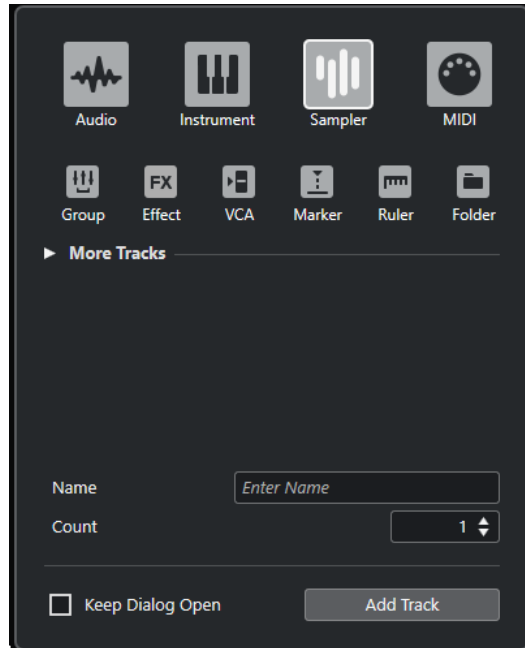 Audio Instrument Sampler MIDI
FX
Group Effect VCA Marker Ruler Folder
More Tracks
Name Enter Name
Count 1
Keep Dialog Open Add Track